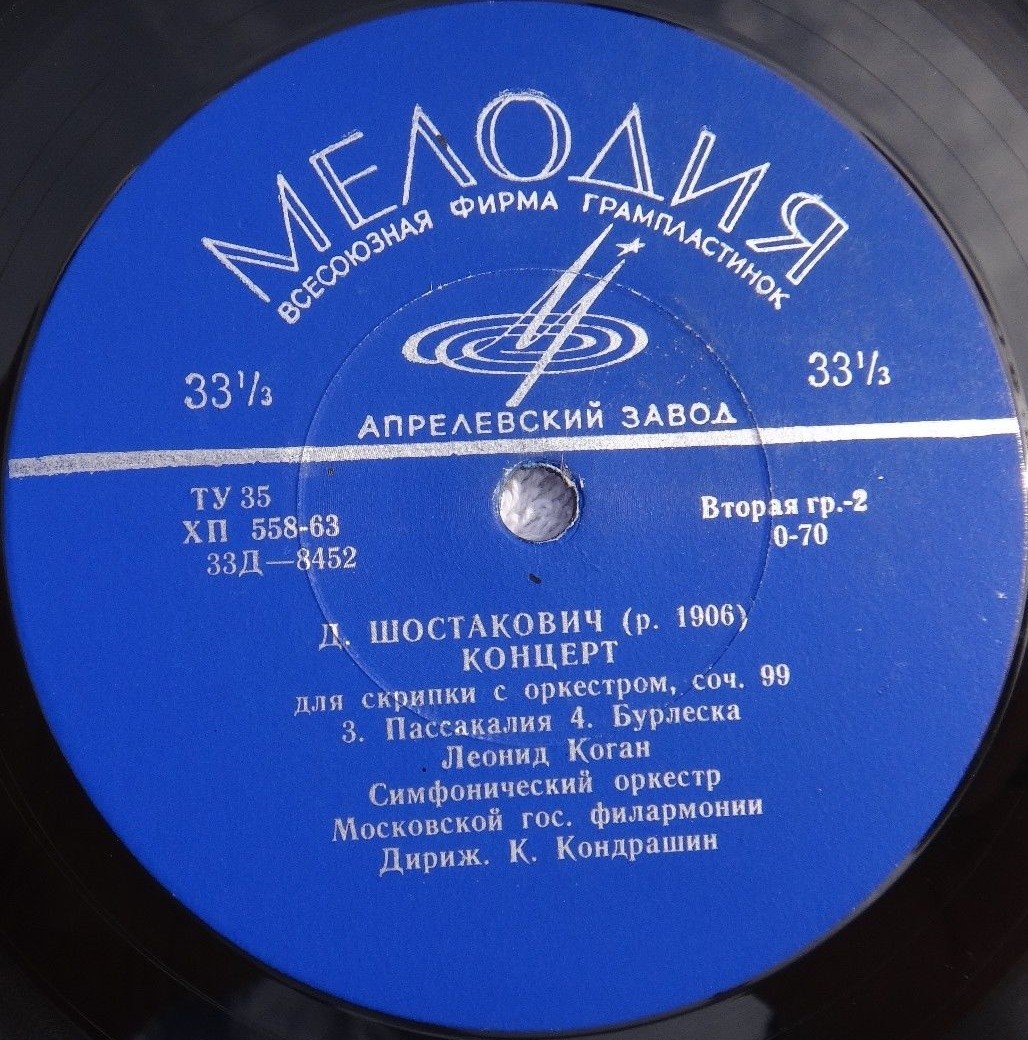 МЕЛОДИЯ
ВСЕСОЮЗНАЯ ФИРМА ГРАМПЛАСТИНОК
33⅓
33⅓
АПРЕЛЕВСКИЙ ЗАВОД
ТУ 35
ХП 558-63
33Д—8452
Вторая гр.-2
0-70
Д. ШОСТАКОВИЧ (р. 1906)
КОНЦЕРТ
для скрипки с оркестром, соч. 99
3. Пассакалия 4. Бурлеска
Леонид Коган
Симфонический оркестр
Московской гос. филармонии
Дириж. К. Кондрашин